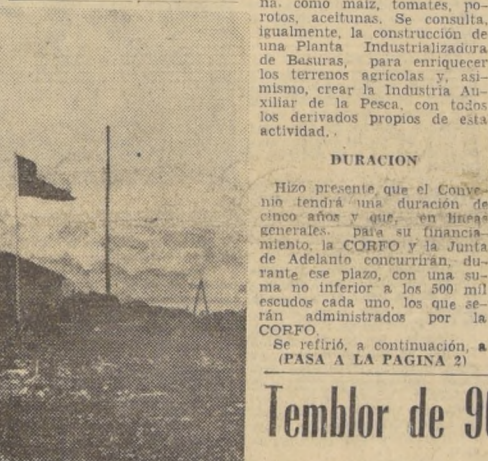 na. como maíz, tomates, po-
rotos, aceitunas. Se consulta,
igualmente, la construcción de
una Planta Industrializadora
de Basuras, para enriquecer
los terrenos agrícolas y, asi-
mismo, crear la Industria Au-
xiliar de la Pesca, con todos
los derivados propios de esta
actividad.
DURACION
Hizo presente que el Conve-
nio tendrá una duración de
cinco años y que, en líneas
generales, para su financia-
miento, la CORFO y la Junta
de Adelanto concurrirán, du-
rante ese plazo, con una su-
ma no inferior a los 500 mil
escudos cada uno, los que se-
rán administrados por la
CORFO.
Se refirió, a continuación, a
(PASA A LA PAGINA 2)
Temblor de 90